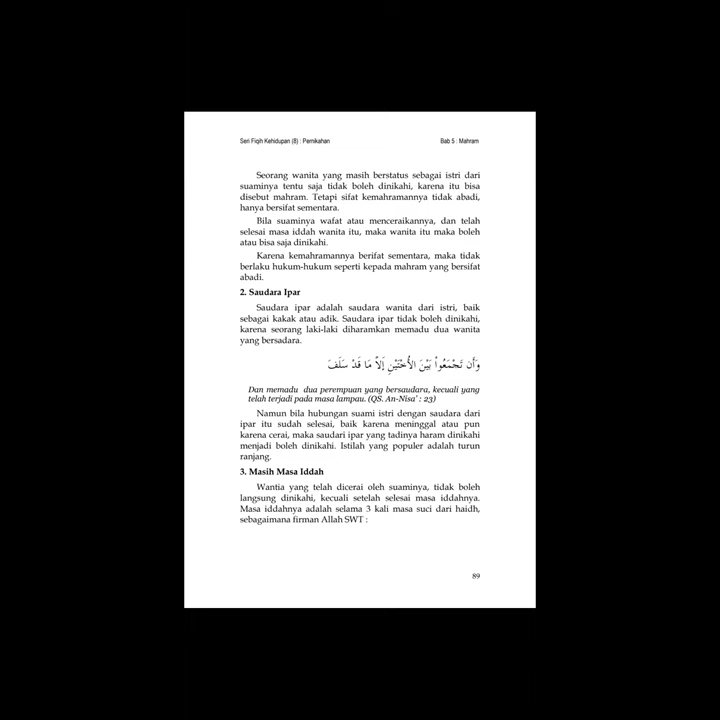 Seri Fiqih Kehidupan (8) : Pernikahan Bab 5 : Mahram
Seorang wanita yang masih berstatus sebagai istri dari
suaminya tentu saja tidak boleh dinikahi, karena itu bisa
disebut mahram. Tetapi sifat kemahramannya tidak abadi,
hanya bersifat sementara.
Bila suaminya wafat atau menceraikannya, dan telah
selesai masa iddah wanita itu, maka wanita itu maka boleh
atau bisa saja dinikahi.
Karena kemahramannya berifat sementara, maka tidak
berlaku hukum-hukum seperti kepada mahram yang bersifat
abadi.
2. Saudara Ipar
Saudara ipar adalah saudara wanita dari istri, baik
sebagai kakak atau adik. Saudara ipar tidak boleh dinikahi,
karena seorang laki-laki diharamkan memadu dua wanita
yang bersadara.
وَأَن تَجْمَعُواْ بَيْنَ الأُخْتَيْنِ إَلاَّ مَا قَدْ سَلَفَ
Dan memadu dua perempuan yang bersaudara, kecuali yang
telah terjadi pada masa lampau. (QS. An-Nisa' : 23)
Namun bila hubungan suami istri dengan saudara dari
ipar itu sudah selesai, baik karena meninggal atau pun
karena cerai, maka saudari ipar yang tadinya haram dinikahi
menjadi boleh dinikahi. Istilah yang populer adalah turun
ranjang.
3. Masih Masa Iddah
Wantia yang telah dicerai oleh suaminya, tidak boleh
langsung dinikahi, kecuali setelah selesai masa iddahnya.
Masa iddahnya adalah selama 3 kali masa suci dari haidh,
sebagaimana firman Allah SWT :
89